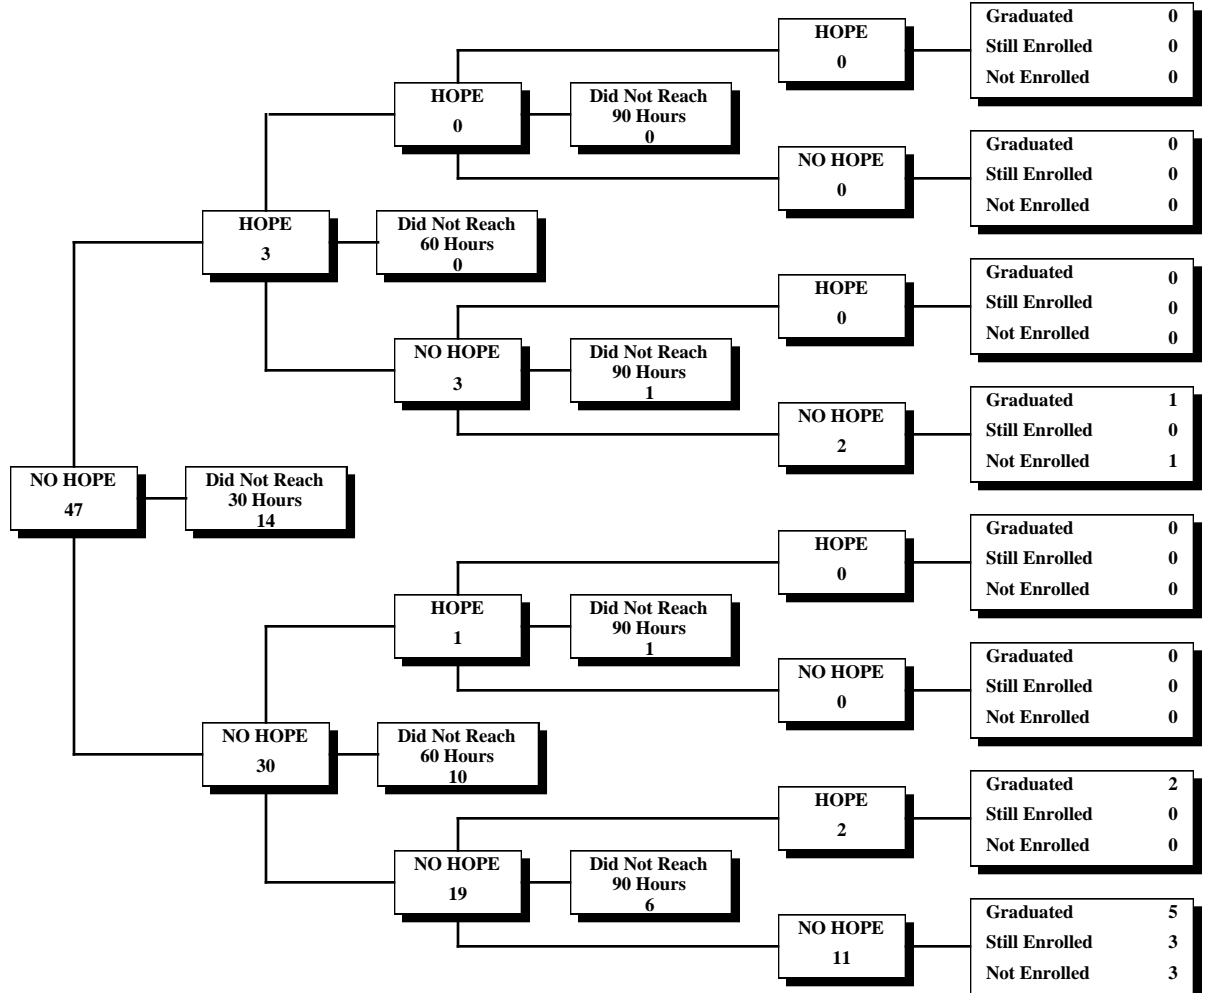 Graduated 0
Still Enrolled 0
Not Enrolled 0
HOPE
0
HOPE
0
Did Not Reach
90 Hours
0
Graduated 0
Still Enrolled 0
Not Enrolled 0
NO HOPE
0
HOPE
3
Did Not Reach
60 Hours
0
Graduated 0
Still Enrolled 0
Not Enrolled 0
HOPE
0
NO HOPE
3
Did Not Reach
90 Hours
1
Graduated 1
Still Enrolled 0
Not Enrolled 1
NO HOPE
2
NO HOPE
47
Did Not Reach
30 Hours
14
Graduated 0
Still Enrolled 0
Not Enrolled 0
HOPE
0
HOPE
1
Did Not Reach
90 Hours
1
Graduated 0
Still Enrolled 0
Not Enrolled 0
NO HOPE
0
NO HOPE
30
Did Not Reach
60 Hours
10
Graduated 2
Still Enrolled 0
Not Enrolled 0
HOPE
2
NO HOPE
19
Did Not Reach
90 Hours
6
Graduated 5
Still Enrolled 3
Not Enrolled 3
NO HOPE
11